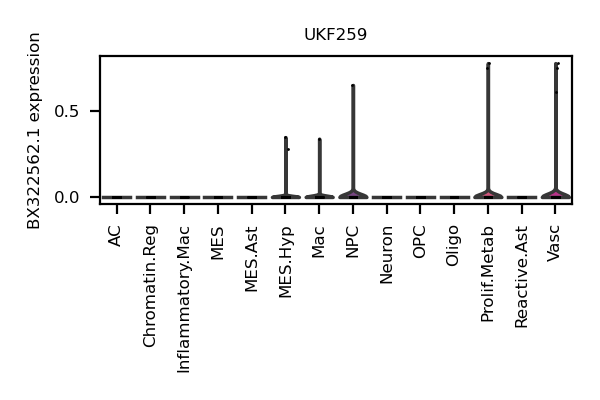 UKF259
BX322562.1 expression
0.5
0.0
AC
Chromatin.Reg
Inflammatory.Mac
MES
MES.Ast
MES.Hyp
Mac
NPC
Neuron
OPC
Oligo
Prolif.Metab
Reactive.Ast
Vasc